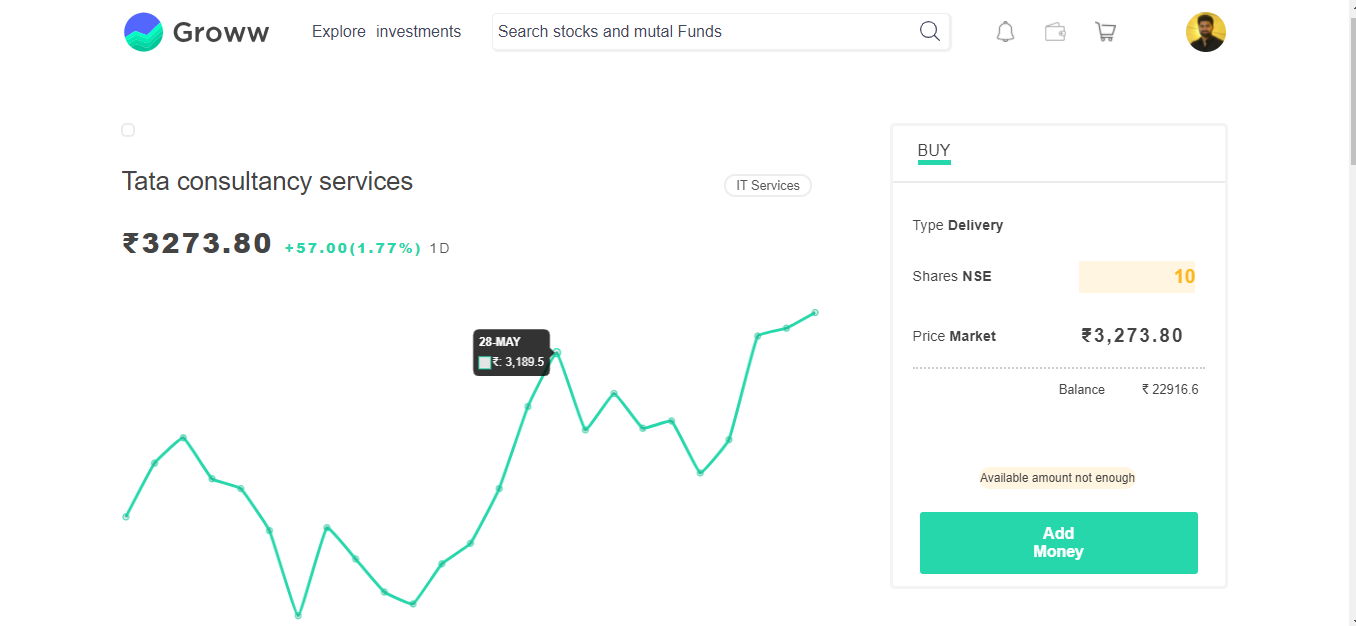 Groww
Explore investments
Search stocks and mutal Funds
Tata consultancy services
IT Services
₹3273.80 +57.00(1.77%) 1D
28-MAY
₹: 3,189.5
BUY
Type Delivery
Shares NSE 10
Price Market ₹3,273.80
Balance ₹ 22916.6
Available amount not enough
Add
Money